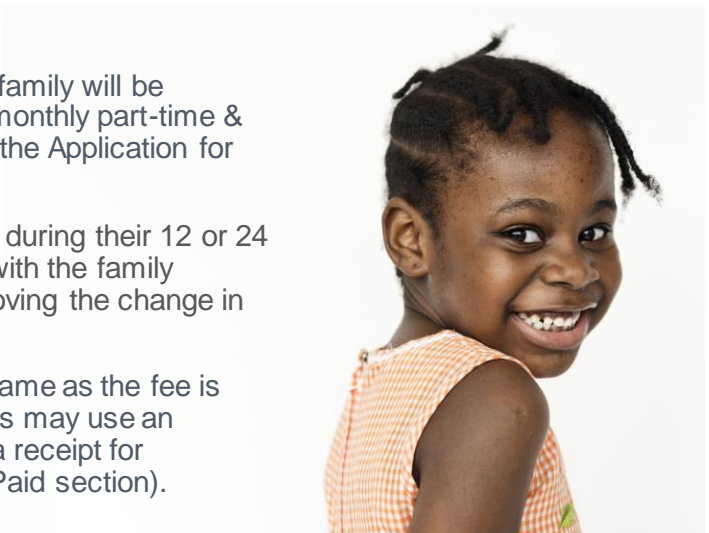 family will be
monthly part-time &
the Application for
during their 12 or 24
with the family
oving the change in
ame as the fee is
s may use an
a receipt for
Paid section).